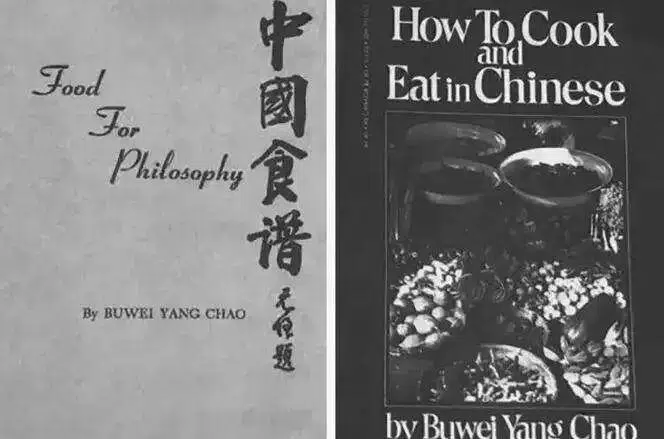 Food
For
Philosophy
By BUWEI YANG CHAO
中國食谱
元任題
How To Cook
and
Eat in Chinese
by Buwei Yang Chao